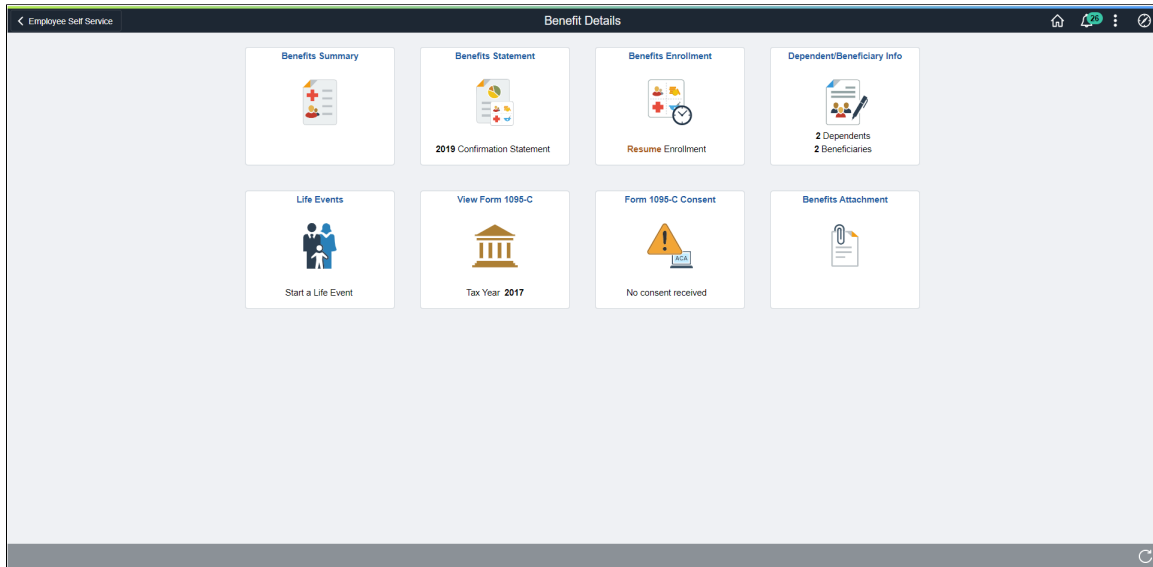 Employee Self Service
Benefit Details
26
Benefits Summary
Benefits Statement
2019 Confirmation Statement
Benefits Enrollment
Resume Enrollment
Dependent/Beneficiary Info
2 Dependents
2 Beneficiaries
Life Events
Start a Life Event
View Form 1095-C
Tax Year 2017
Form 1095-C Consent
ACA
No consent received
Benefits Attachment